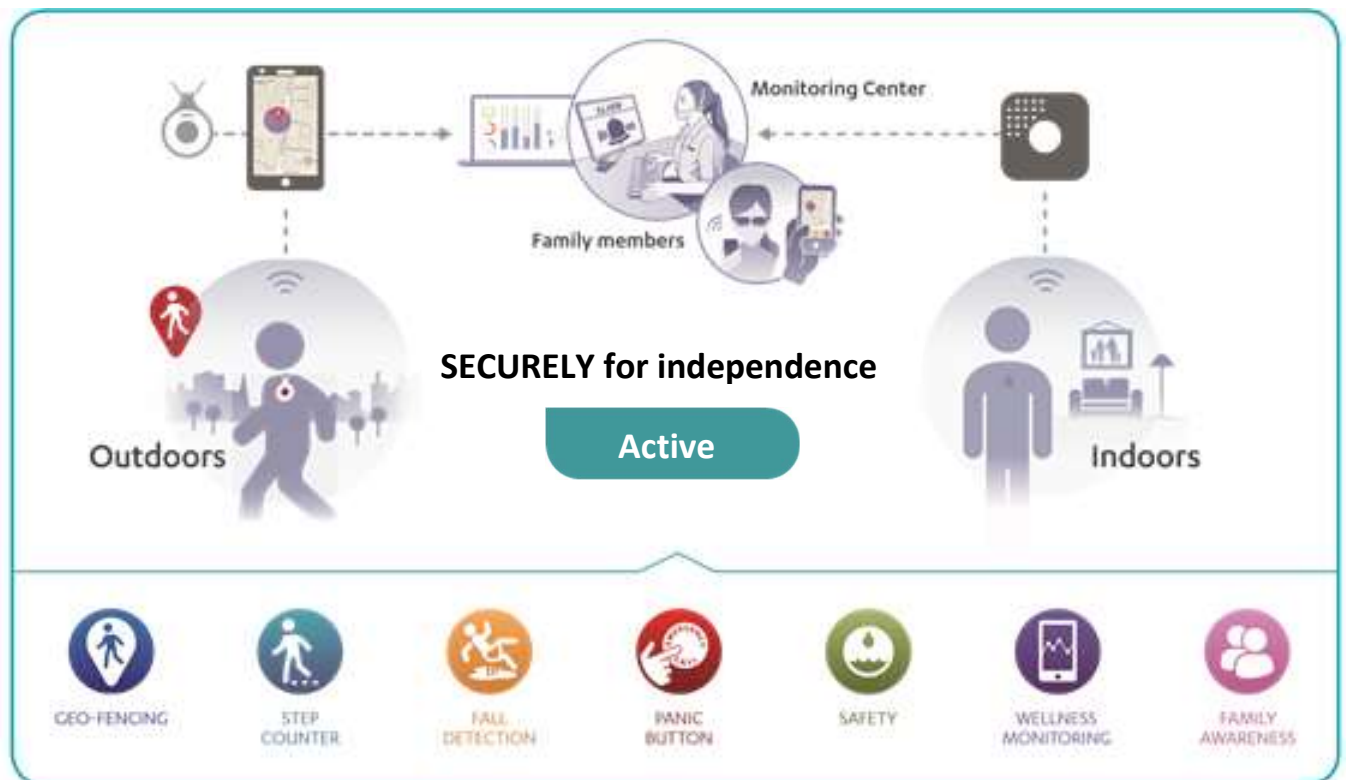 Monitoring Center
Family members
SECURELY for independence
Active
Outdoors
Indoors
GEO-FENCING
STEP
COUNTER
FALL
DETECTION
PANIC
BUTTON
SAFETY
WELLNESS
MONITORING
FAMILY
AWARENESS